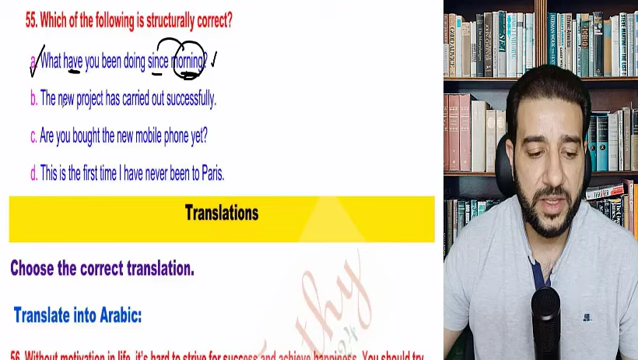 55. Which of the following is structurally correct?
a. What have you been doing since morning?
b. The new project has carried out successfully.
c. Are you bought the new mobile phone yet?
d. This is the first time I have never been to Paris.
Translations
Choose the correct translation.
Translate into Arabic:
56. Without motivation in life, it's hard to strive for success and achieve happiness. You should try